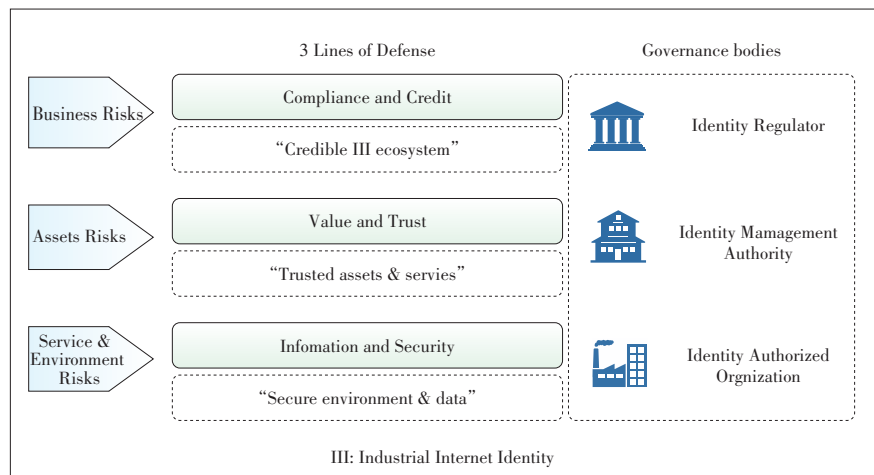 3 Lines of Defense
Governance bodies
Business Risks
Compliance and Credit
“Credible III ecosystem”
Identity Regulator
Assets Risks
Value and Trust
“Trusted assets & servies”
Identity Mamagement
Authority
Service &
Environment
Risks
Infomation and Security
“Secure environment & data”
Identity Authorized
Orgnization
III: Industrial Internet Identity